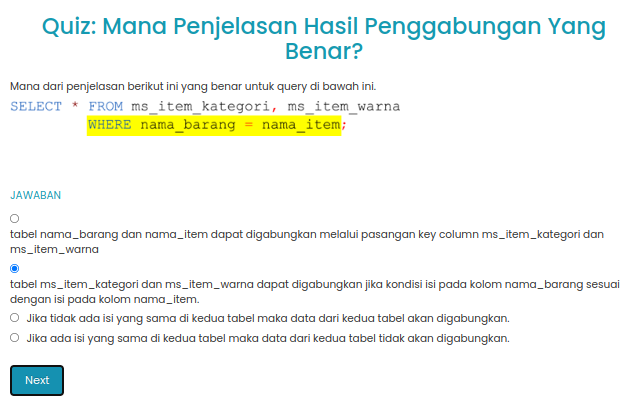 Quiz: Mana Penjelasan Hasil Penggabungan Yang
Benar?
Mana dari penjelasan berikut ini yang benar untuk query di bawah ini.
SELECT * FROM ms_item_kategori, ms_item_warna
WHERE nama_barang = nama_item;
JAWABAN
tabel nama_barang dan nama_item dapat digabungkan melalui pasangan key column ms_item_kategori dan
ms_item_warna
tabel ms_item_kategori dan ms_item_warna dapat digabungkan jika kondisi isi pada kolom nama_barang sesuai
dengan isi pada kolom nama_item.
Jika tidak ada isi yang sama di kedua tabel maka data dari kedua tabel akan digabungkan.
Jika ada isi yang sama di kedua tabel maka data dari kedua tabel tidak akan digabungkan.
Next